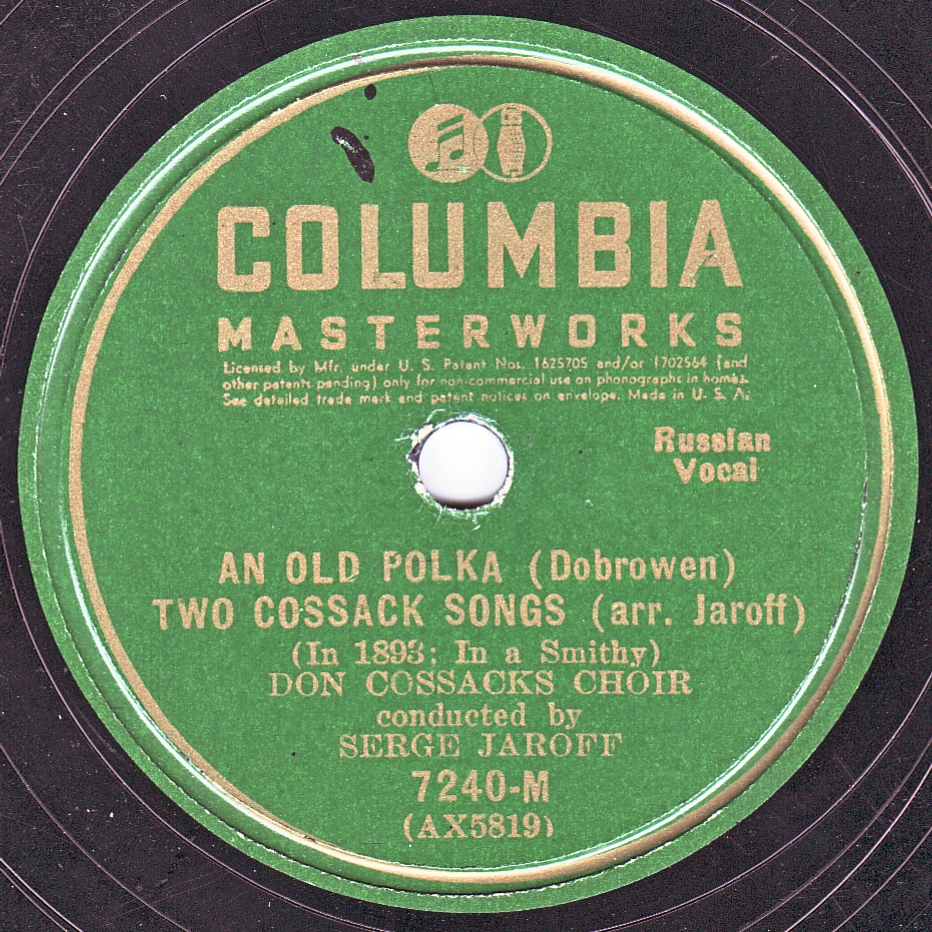 COLUMBIA
MASTERWORKS
Licensed by Mfr. under U. S. Patent Nos. 1625705 and/or 1702564 (and
other patents pending) only for non-commercial use on phonographs in homes.
See detailed trade mark and patent notices on envelope. Made in U. S. A.
Russian
Vocal
AN OLD POLKA (Dobrowen)
TWO COSSACK SONGS (arr. Jaroff)
(In 1893: In a Smithy)
DON COSSACKS CHOIR
conducted by
SERGE JAROFF
7240-M
(AX5819)